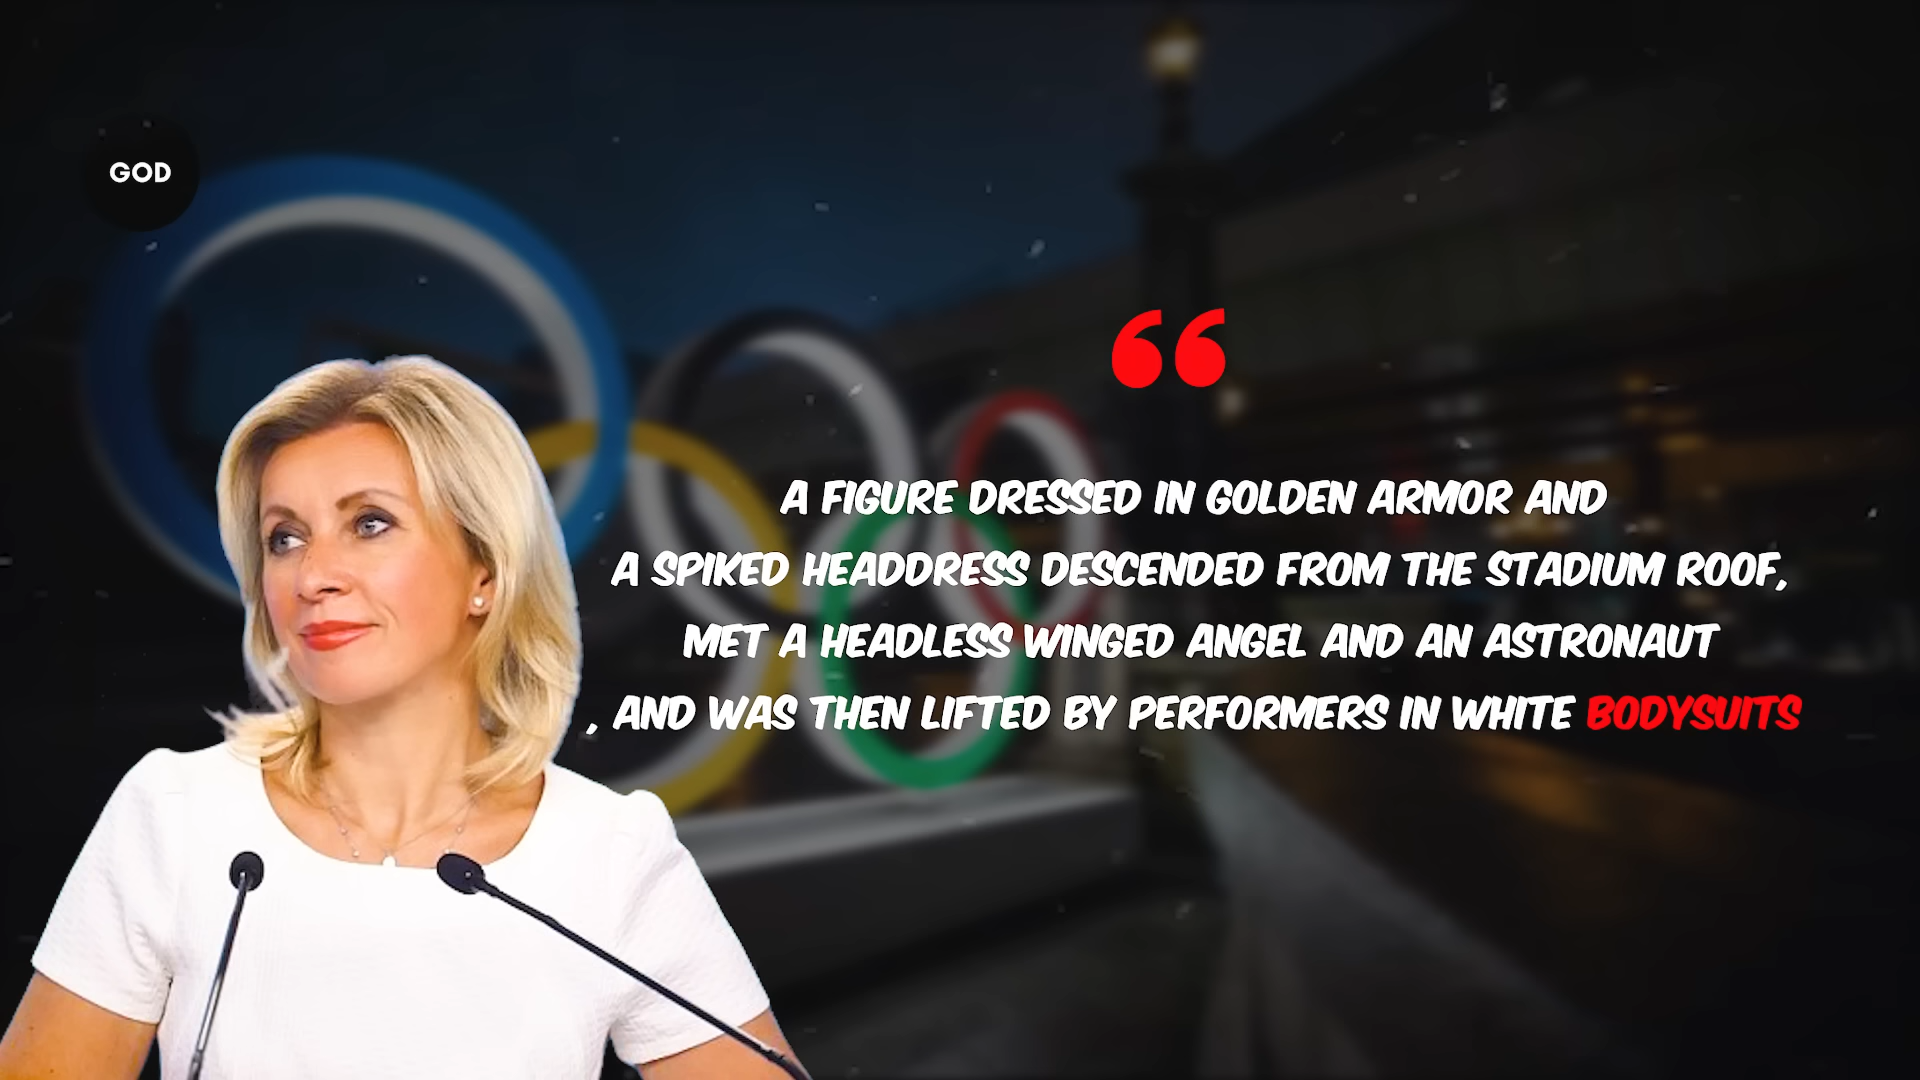 GOD
“
A FIGURE DRESSED IN GOLDEN ARMOR AND
A SPIKED HEADDRESS DESCENDED FROM THE STADIUM ROOF,
MET A HEADLESS WINGED ANGEL AND AN ASTRONAUT
, AND WAS THEN LIFTED BY PERFORMERS IN WHITE BODYSUITS